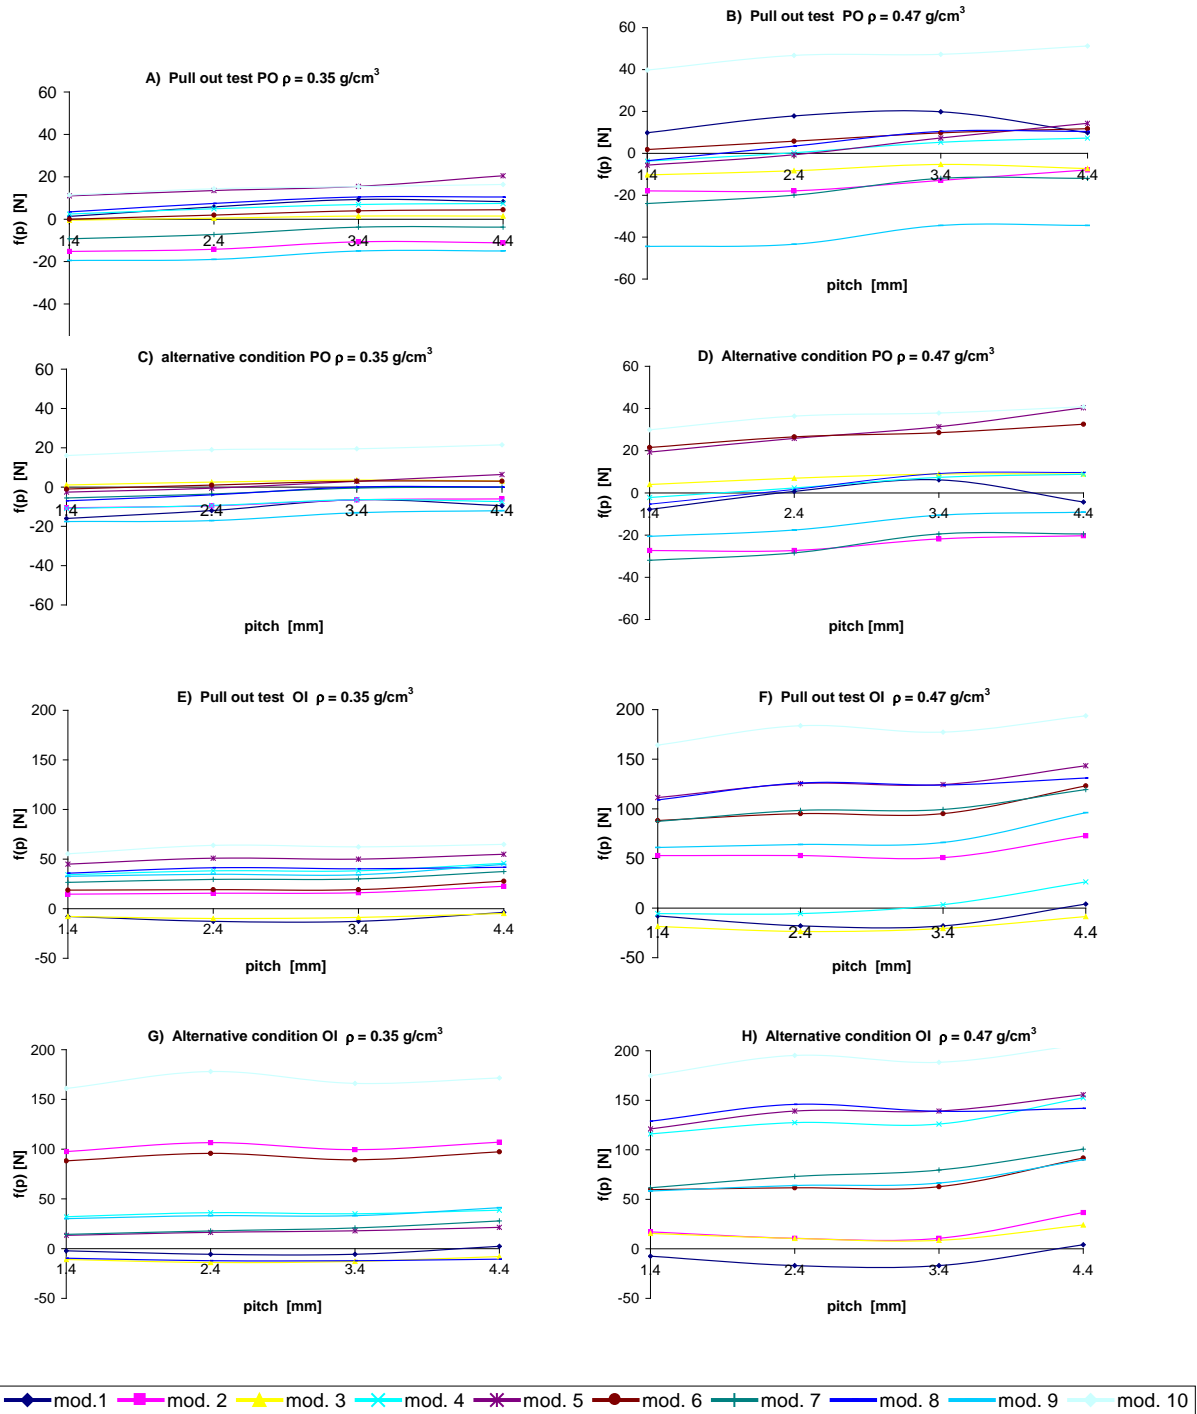 A) Pull out test PO ρ = 0.35 g/cm³
60
40
20
0
-20
-40
f(p) [N]
1.4 2.4 3.4 4.4
B) Pull out test PO ρ = 0.47 g/cm³
60
40
20
0
-20
-40
-60
f(p) [N]
1.4 2.4 3.4 4.4
pitch [mm]
C) alternative condition PO ρ = 0.35 g/cm³
60
40
20
0
-20
-40
-60
f(p) [N]
1.4 2.4 3.4 4.4
pitch [mm]
D) Alternative condition PO ρ = 0.47 g/cm³
60
40
20
0
-20
-40
-60
f(p) [N]
1.4 2.4 3.4 4.4
pitch [mm]
E) Pull out test OI ρ = 0.35 g/cm³
200
150
100
50
0
-50
f(p) [N]
1.4 2.4 3.4 4.4
pitch [mm]
F) Pull out test OI ρ = 0.47 g/cm³
200
150
100
50
0
-50
f(p) [N]
1.4 2.4 3.4 4.4
pitch [mm]
G) Alternative condition OI ρ = 0.35 g/cm³
200
150
100
50
0
-50
f(p) [N]
1.4 2.4 3.4 4.4
pitch [mm]
H) Alternative condition OI ρ = 0.47 g/cm³
200
150
100
50
0
-50
f(p) [N]
1.4 2.4 3.4 4.4
pitch [mm]
mod.1 mod. 2 mod. 3 mod. 4 mod. 5 mod. 6 mod. 7 mod. 8 mod. 9 mod. 10